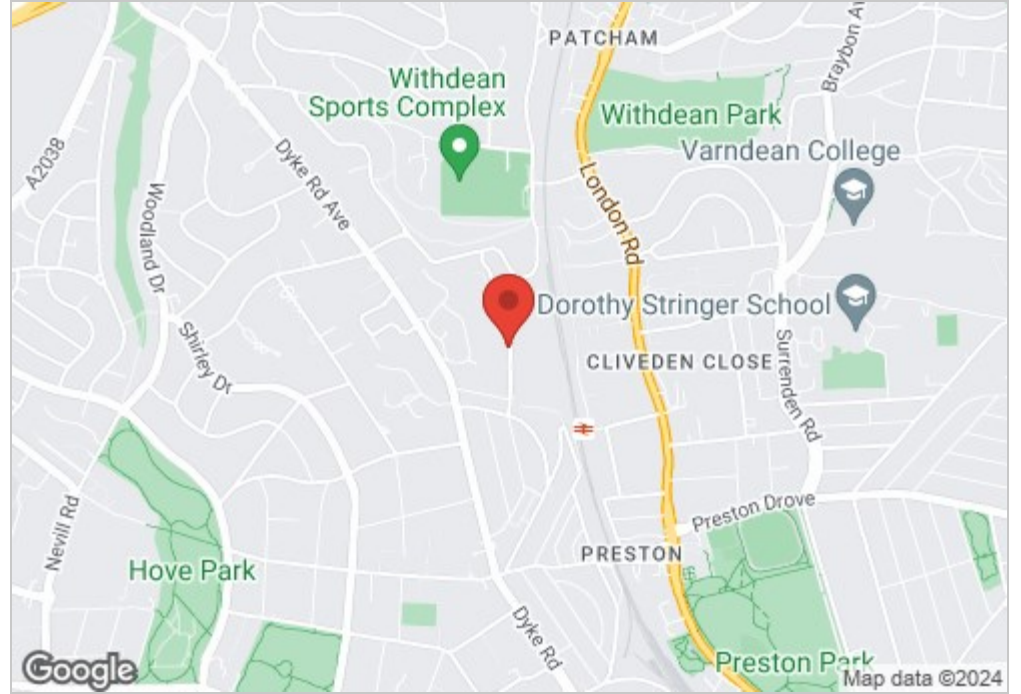 PATCHAM
Braybon Av
Withdean
Sports Complex
Withdean Park
Varndean College
A2038
Dyke Rd Ave
Woodland Dr
London Rd
Dorothy Stringer School
Shirley Dr
CLIVEDEN CLOSE
Surrenden Rd
Nevill Rd
Preston Drove
PRESTON
Hove Park
Dyke Rd
Preston Park
Google
Map data ©2024